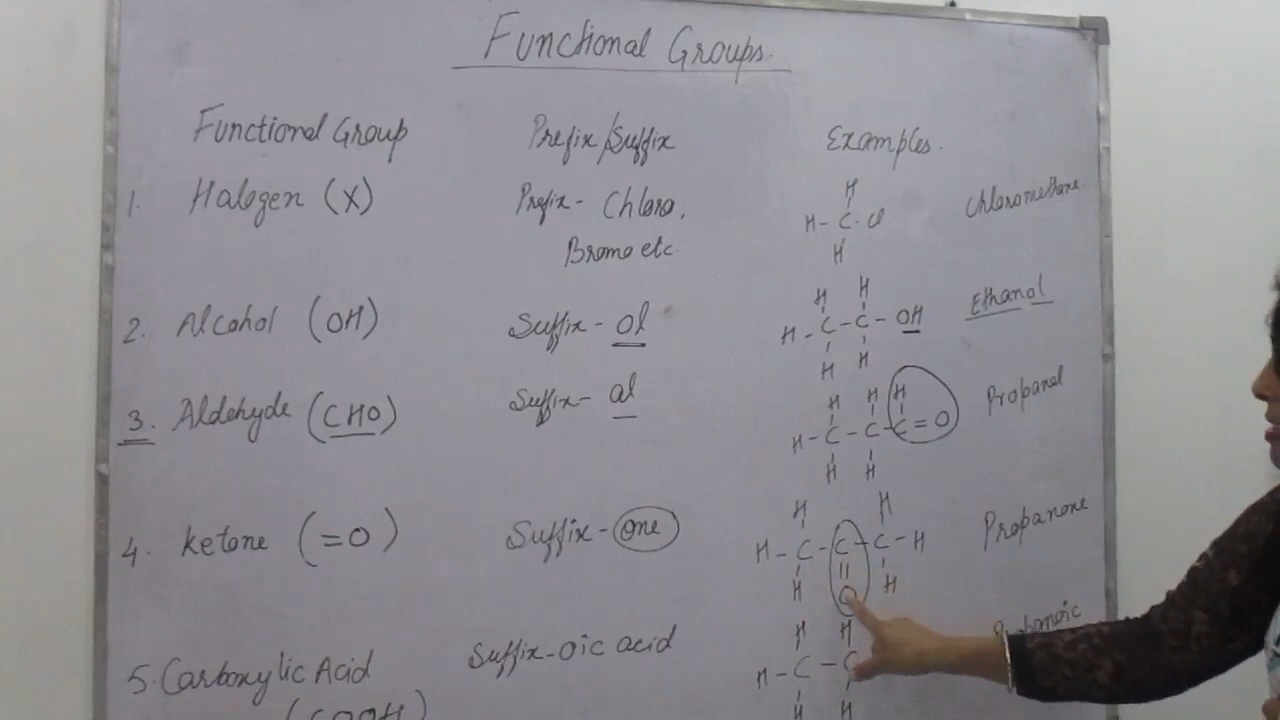 Functional Groups.
Functional Group Prefix/Suffix Examples.
1. Halogen (X) Prefix - Chloro, Bromo etc.
H
H - C - Cl Chloromethane.
H
2. Alcohol (OH) Suffix - ol
H H
H - C - C - OH Ethanol
H H
3. Aldehyde (CHO) Suffix - al
H H H
H - C - C - C = O Propanal
H H
4. Ketone (=O) Suffix - one
H H
H - C - C - C - H Propanone
H || H
O
5. Carboxylic Acid Suffix - oic acid
(COOH)
H H
H - C - C Propanoic
H H